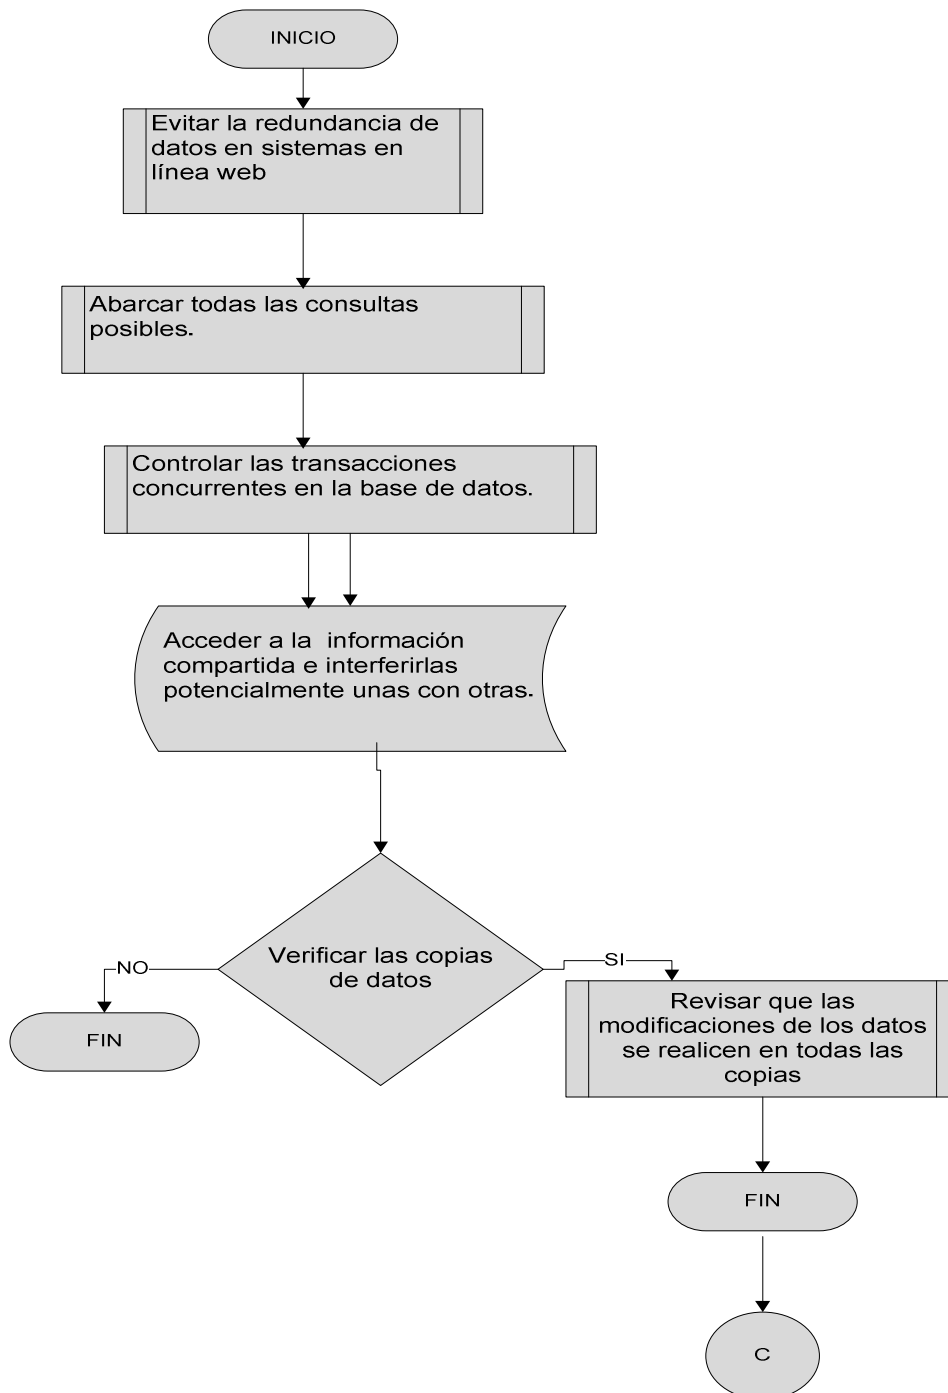 INICIO
Evitar la redundancia de
datos en sistemas en
línea web
Abarcar todas las consultas
posibles.
Controlar las transacciones
concurrentes en la base de datos.
Acceder a la información
compartida e interferirlas
potencialmente unas con otras.
Verificar las copias
de datos
NO
SI
FIN
Revisar que las
modificaciones de los datos
se realicen en todas las
copias
FIN
C